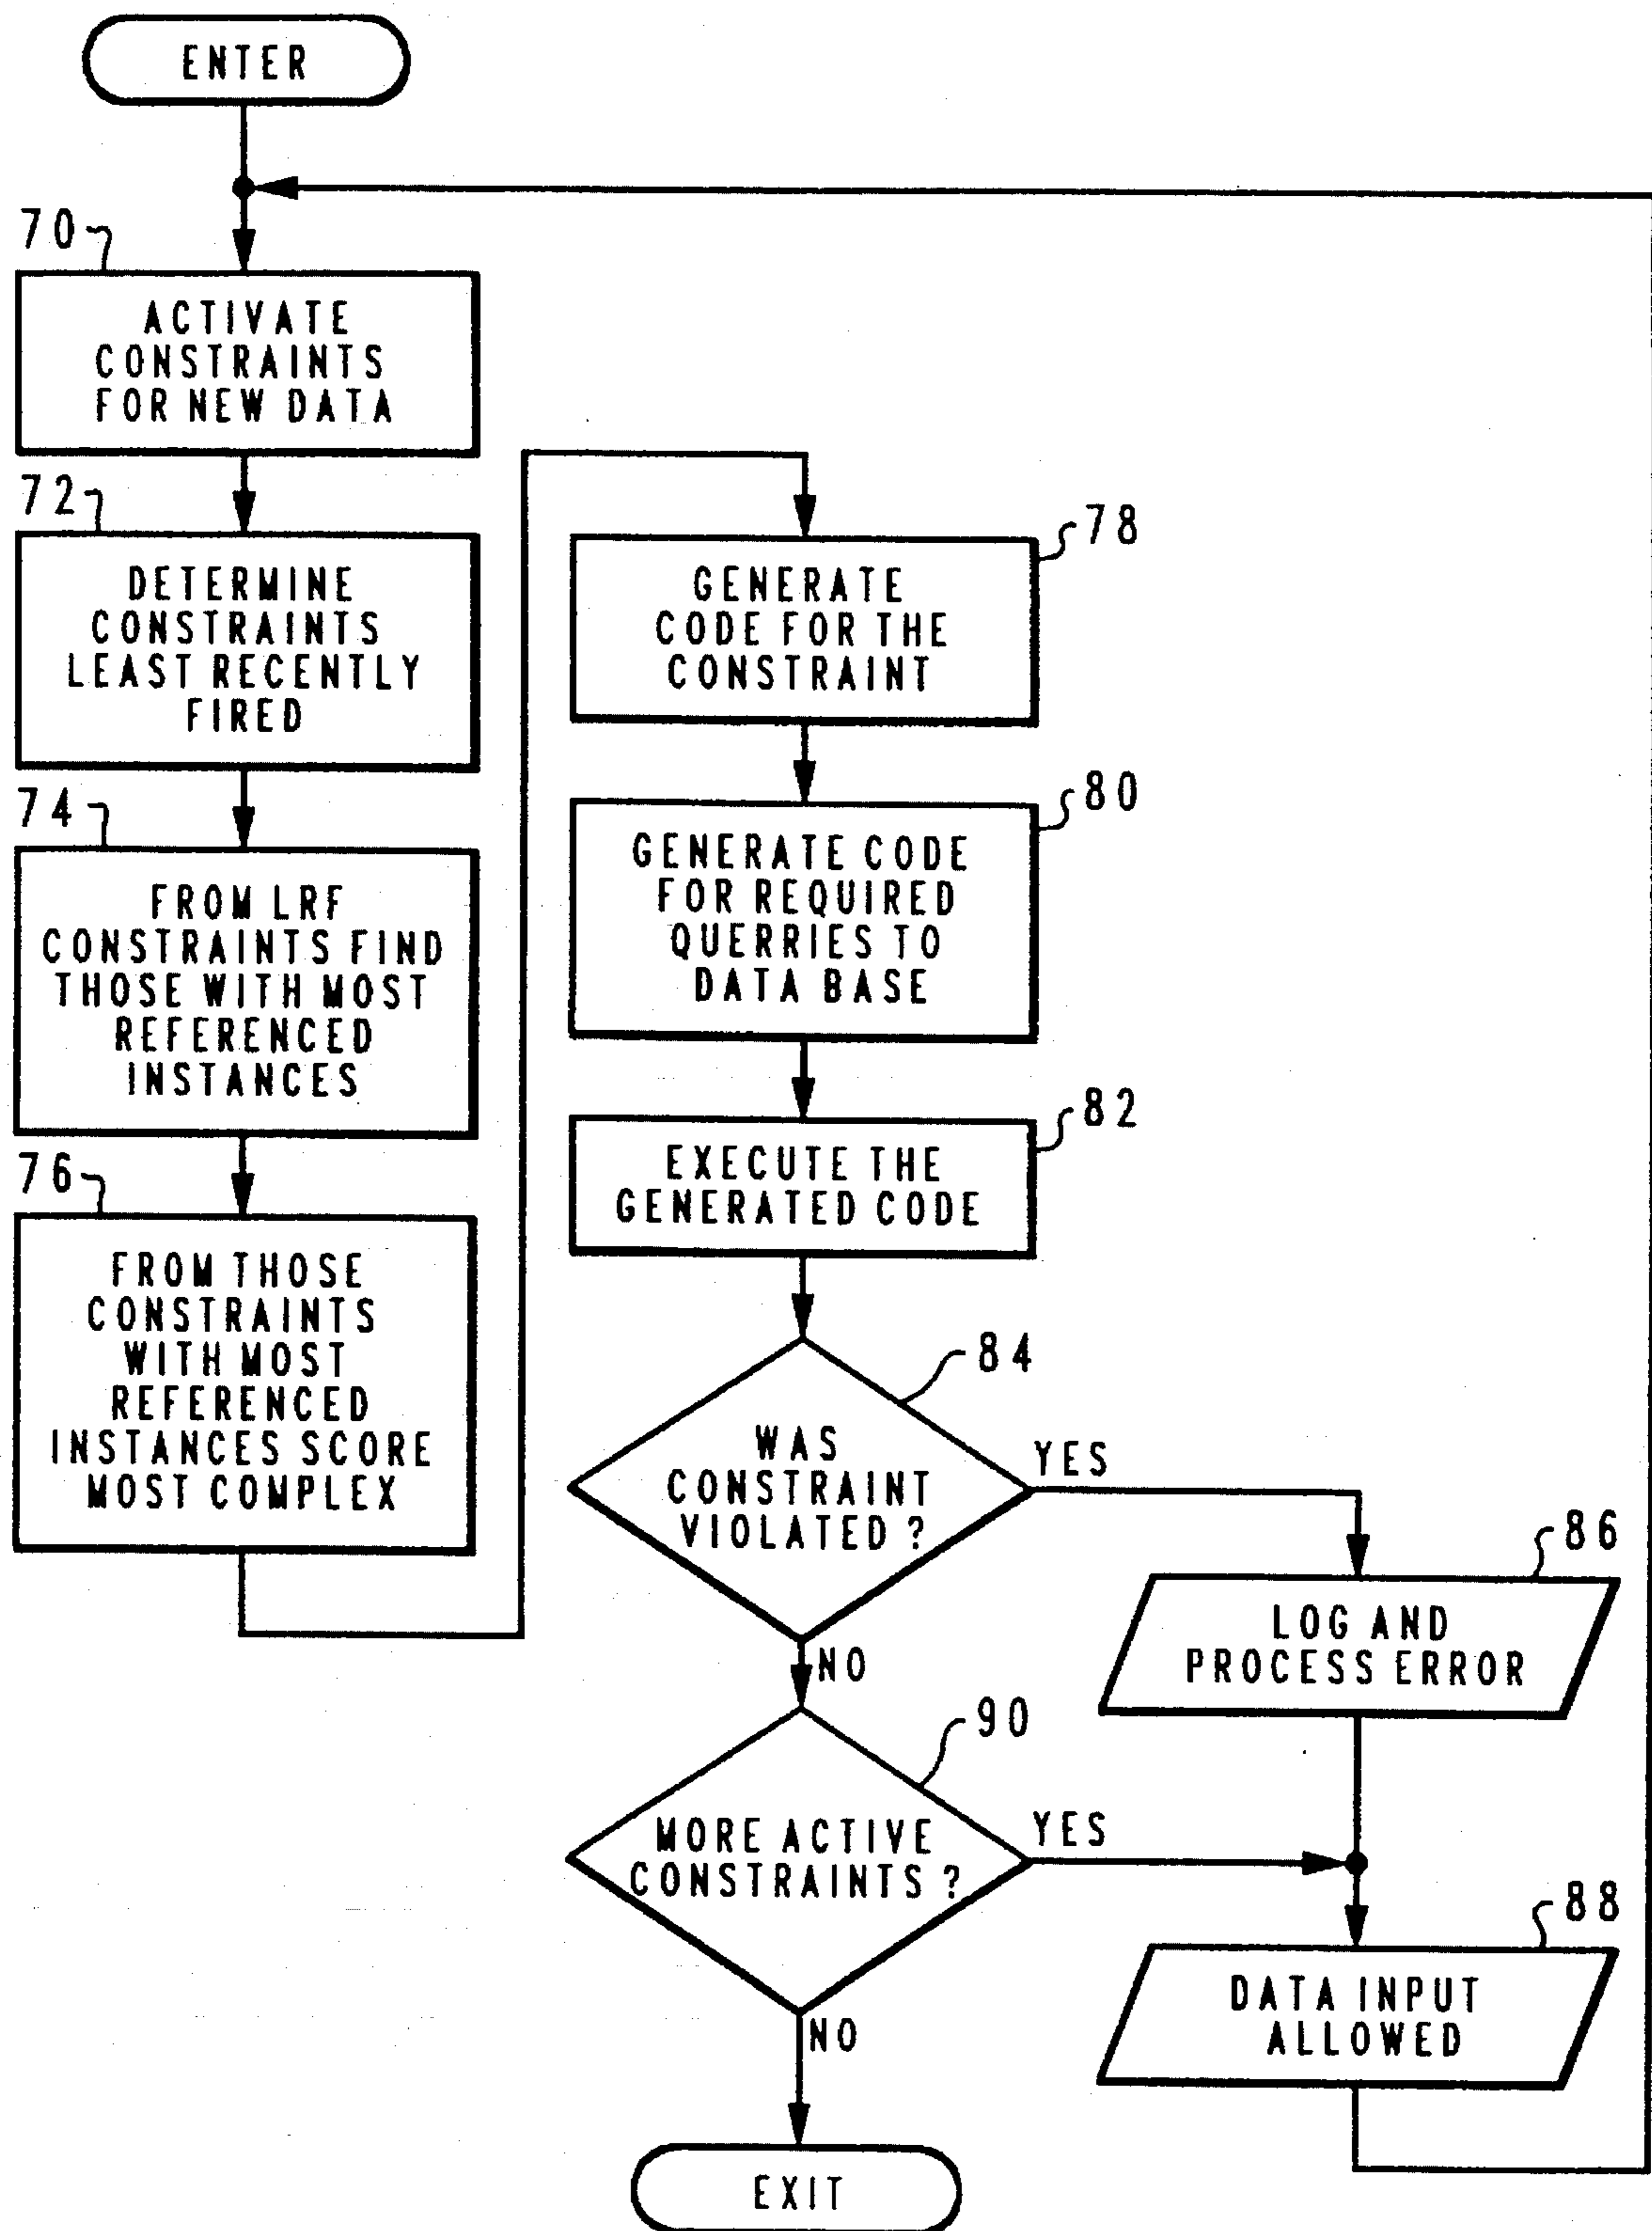 ENTER
70
ACTIVATE
CONSTRAINTS
FOR NEW DATA
72
DETERMINE
CONSTRAINTS
LEAST RECENTLY
FIRED
74
FROM LRF
CONSTRAINTS FIND
THOSE WITH MOST
REFERENCED
INSTANCES
76
FROM THOSE
CONSTRAINTS
WITH MOST
REFERENCED
INSTANCES SCORE
MOST COMPLEX
78
GENERATE
CODE FOR THE
CONSTRAINT
80
GENERATE CODE
FOR REQUIRED
QUERRIES TO
DATA BASE
82
EXECUTE THE
GENERATED CODE
84
WAS
CONSTRAINT
VIOLATED ?
YES
NO
86
LOG AND
PROCESS ERROR
90
MORE ACTIVE
CONSTRAINTS ?
YES
NO
88
DATA INPUT
ALLOWED
EXIT